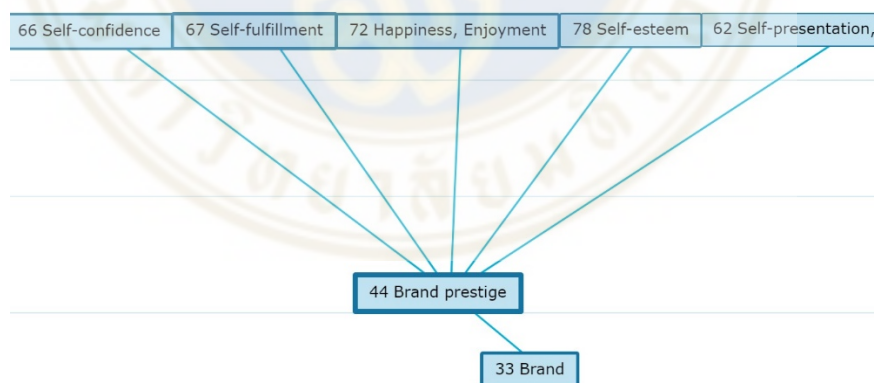 66 Self-confidence
67 Self-fulfillment
72 Happiness, Enjoyment
78 Self-esteem
62 Self-presentation,
44 Brand prestige
33 Brand